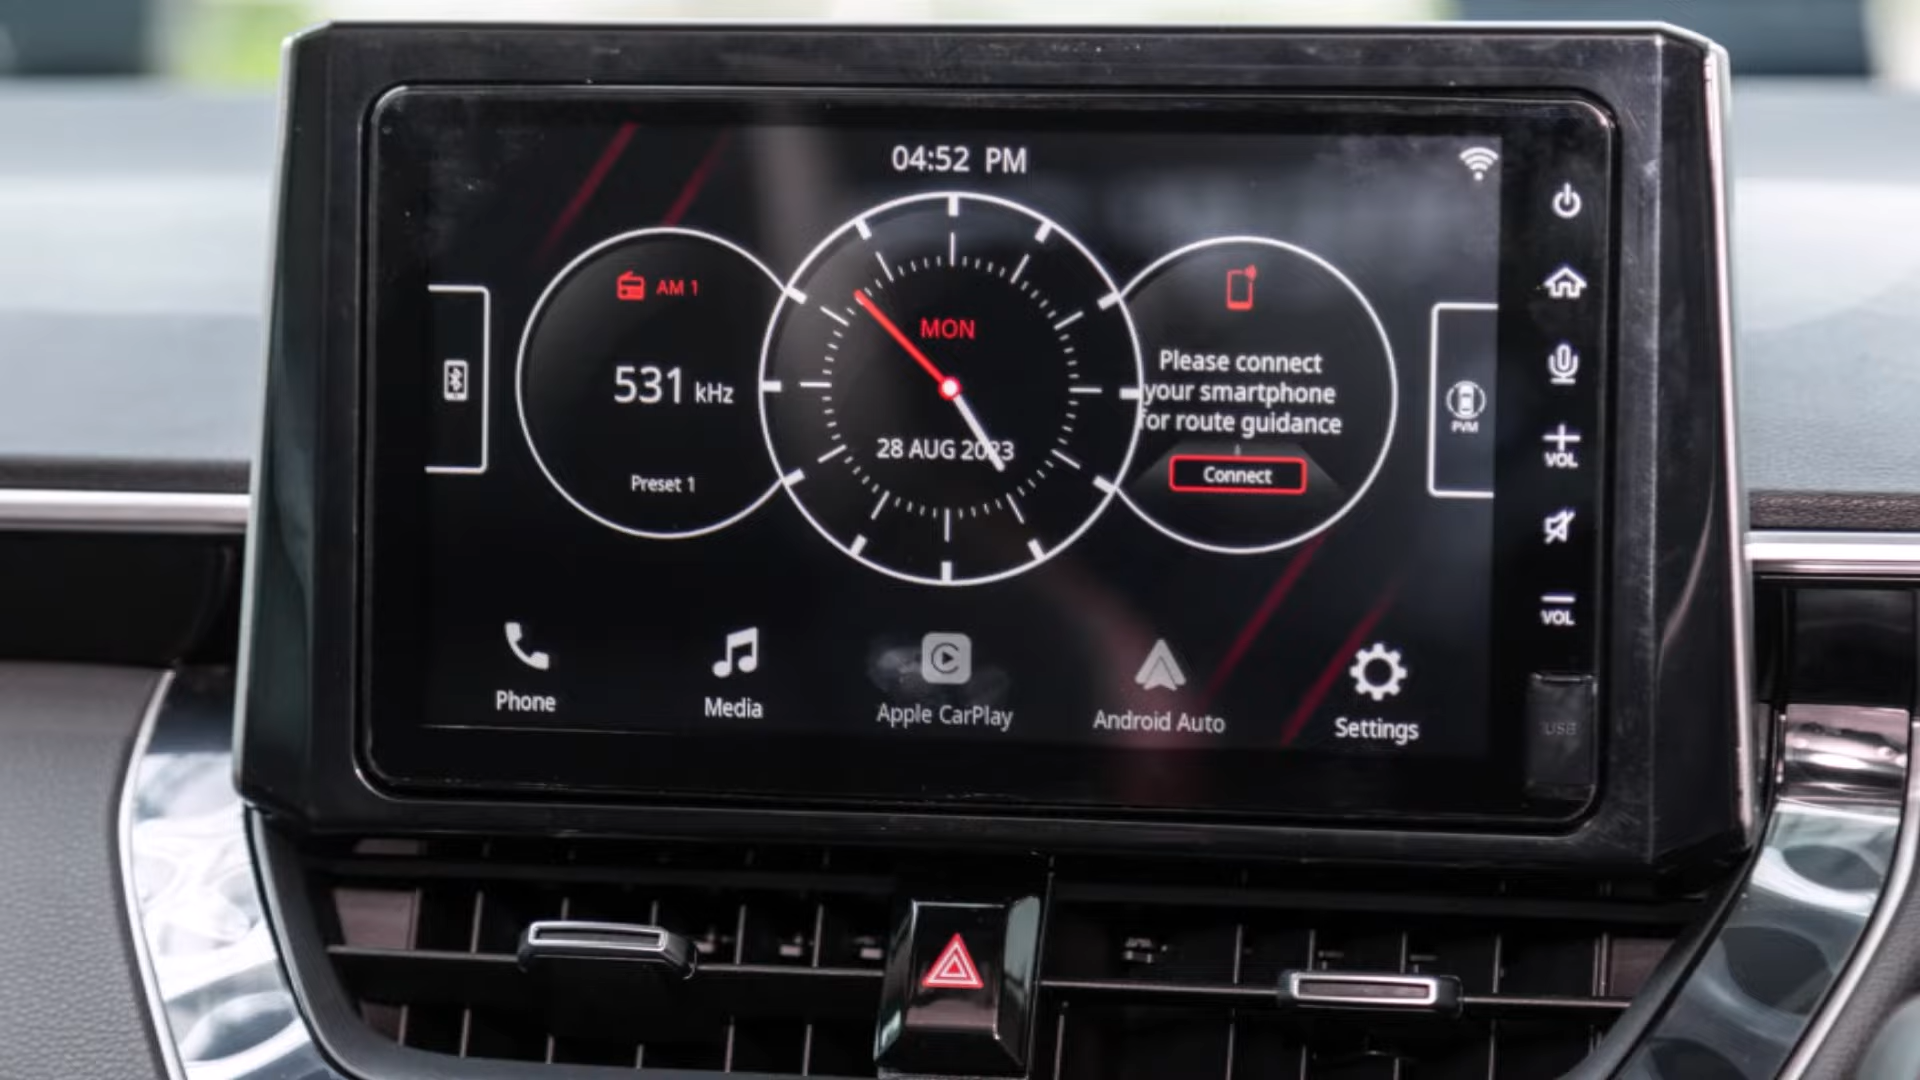 04:52 PM
AM 1
531 kHz
Preset 1
MON
28 AUG 2023
Please connect
your smartphone
for route guidance
Connect
PVM
VOL
VOL
USB
Phone
Media
Apple CarPlay
Android Auto
Settings